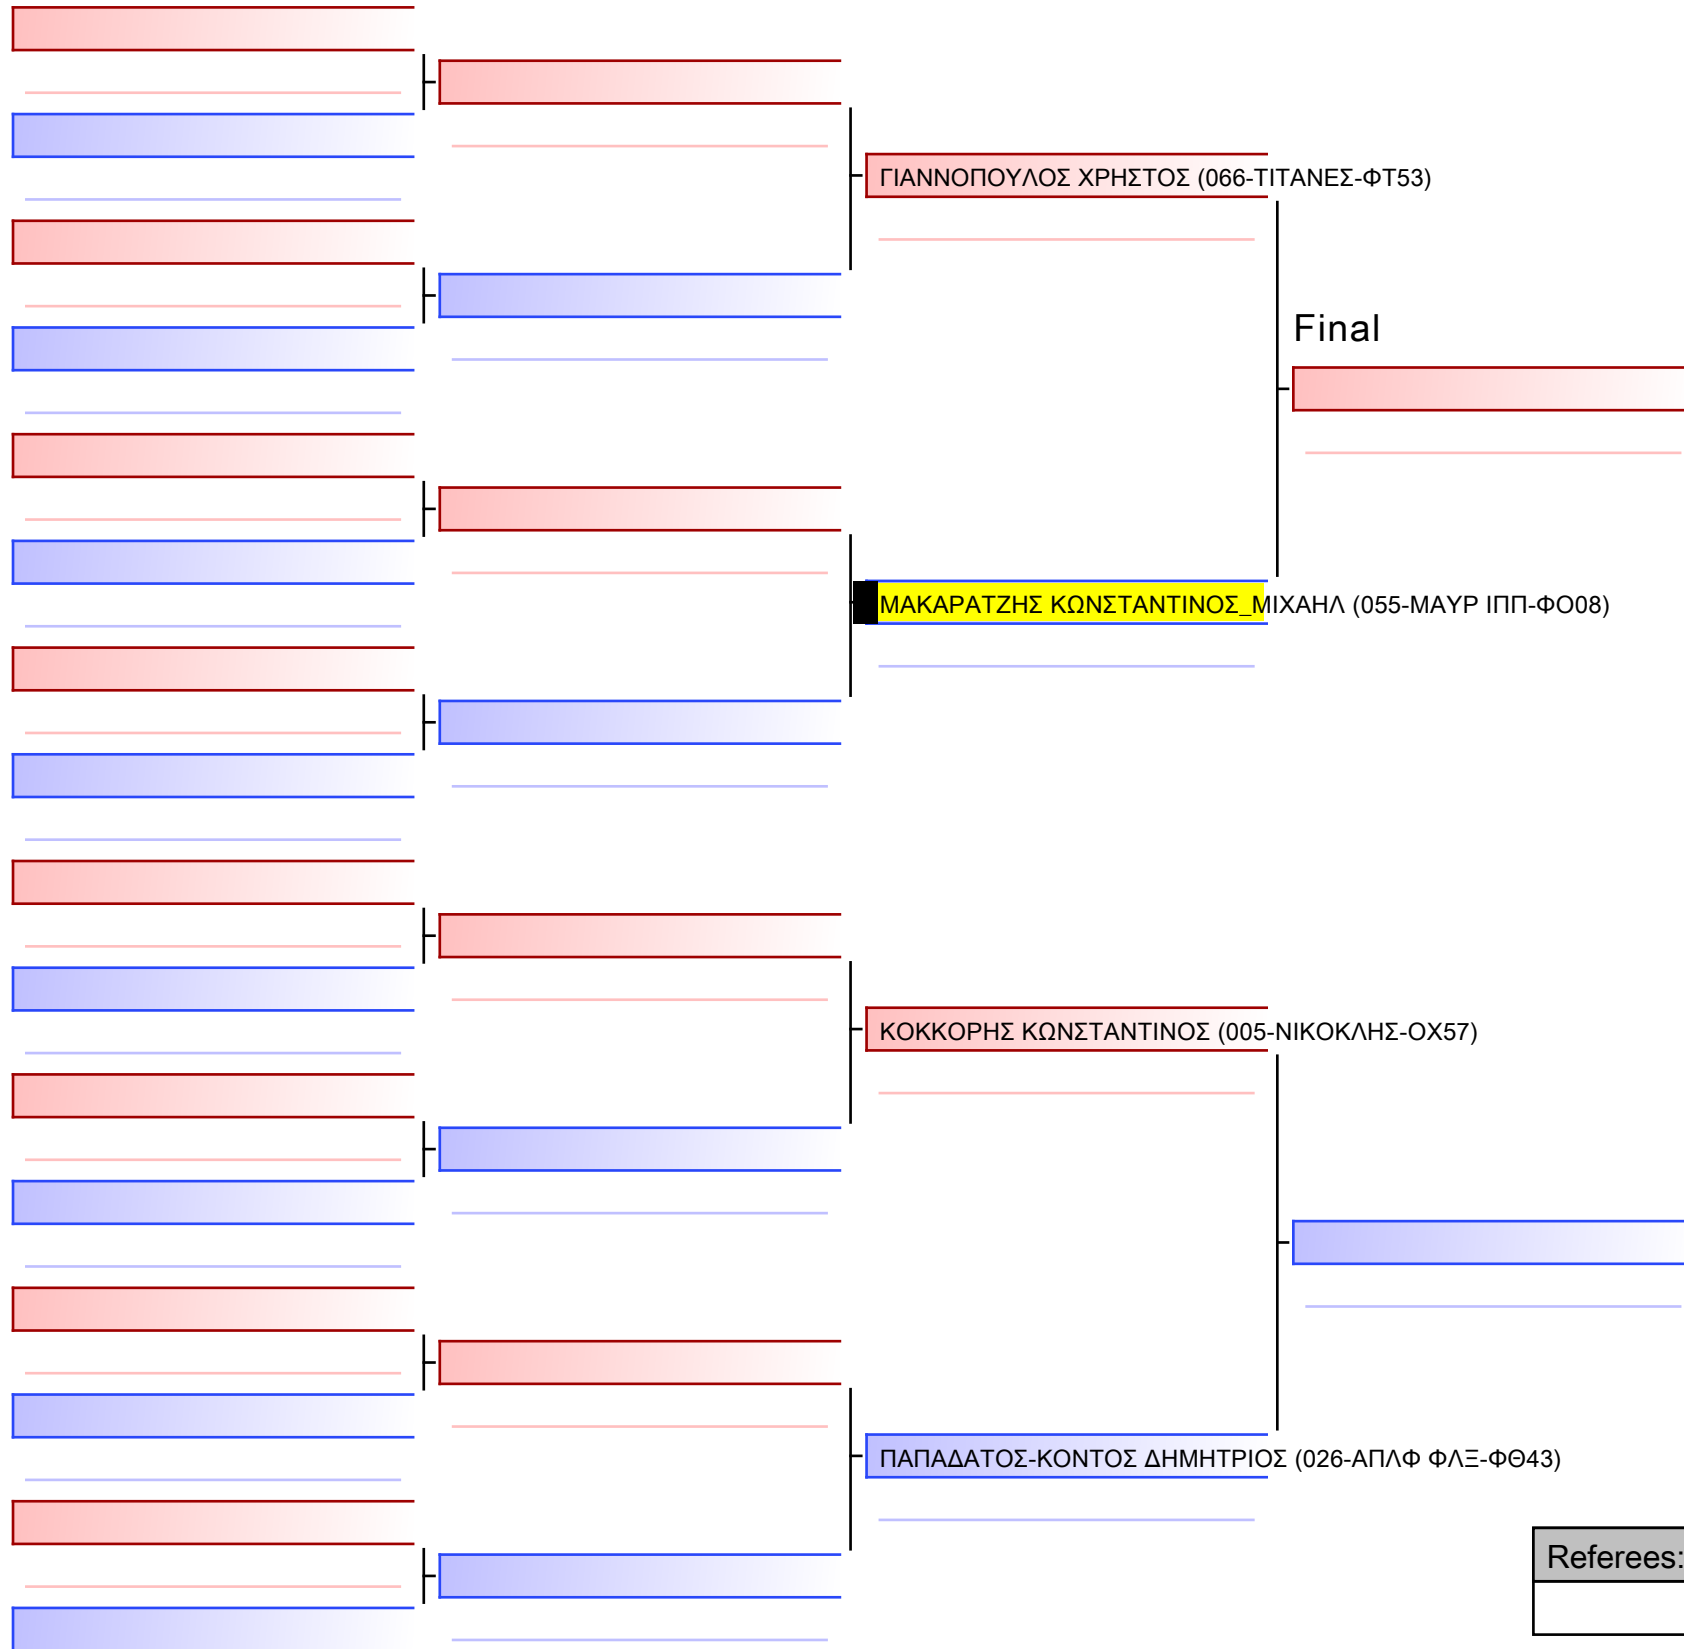 ΓΙΑΝΝΟΠΟΥΛΟΣ ΧΡΗΣΤΟΣ (066-ΤΙΤΑΝΕΣ-ΦΤ53)
Final
ΜΑΚΑΡΑΤΖΗΣ ΚΩΝΣΤΑΝΤΙΝΟΣ_ΜΙΧΑΗΛ (055-ΜΑΥΡ ΙΠΠ-ΦΟ08)
ΚΟΚΚΟΡΗΣ ΚΩΝΣΤΑΝΤΙΝΟΣ (005-ΝΙΚΟΚΛΗΣ-ΟΧ57)
ΠΑΠΑΔΑΤΟΣ-ΚΟΝΤΟΣ ΔΗΜΗΤΡΙΟΣ (026-ΑΠΛΦ ΦΛΞ-ΦΘ43)
Referees: